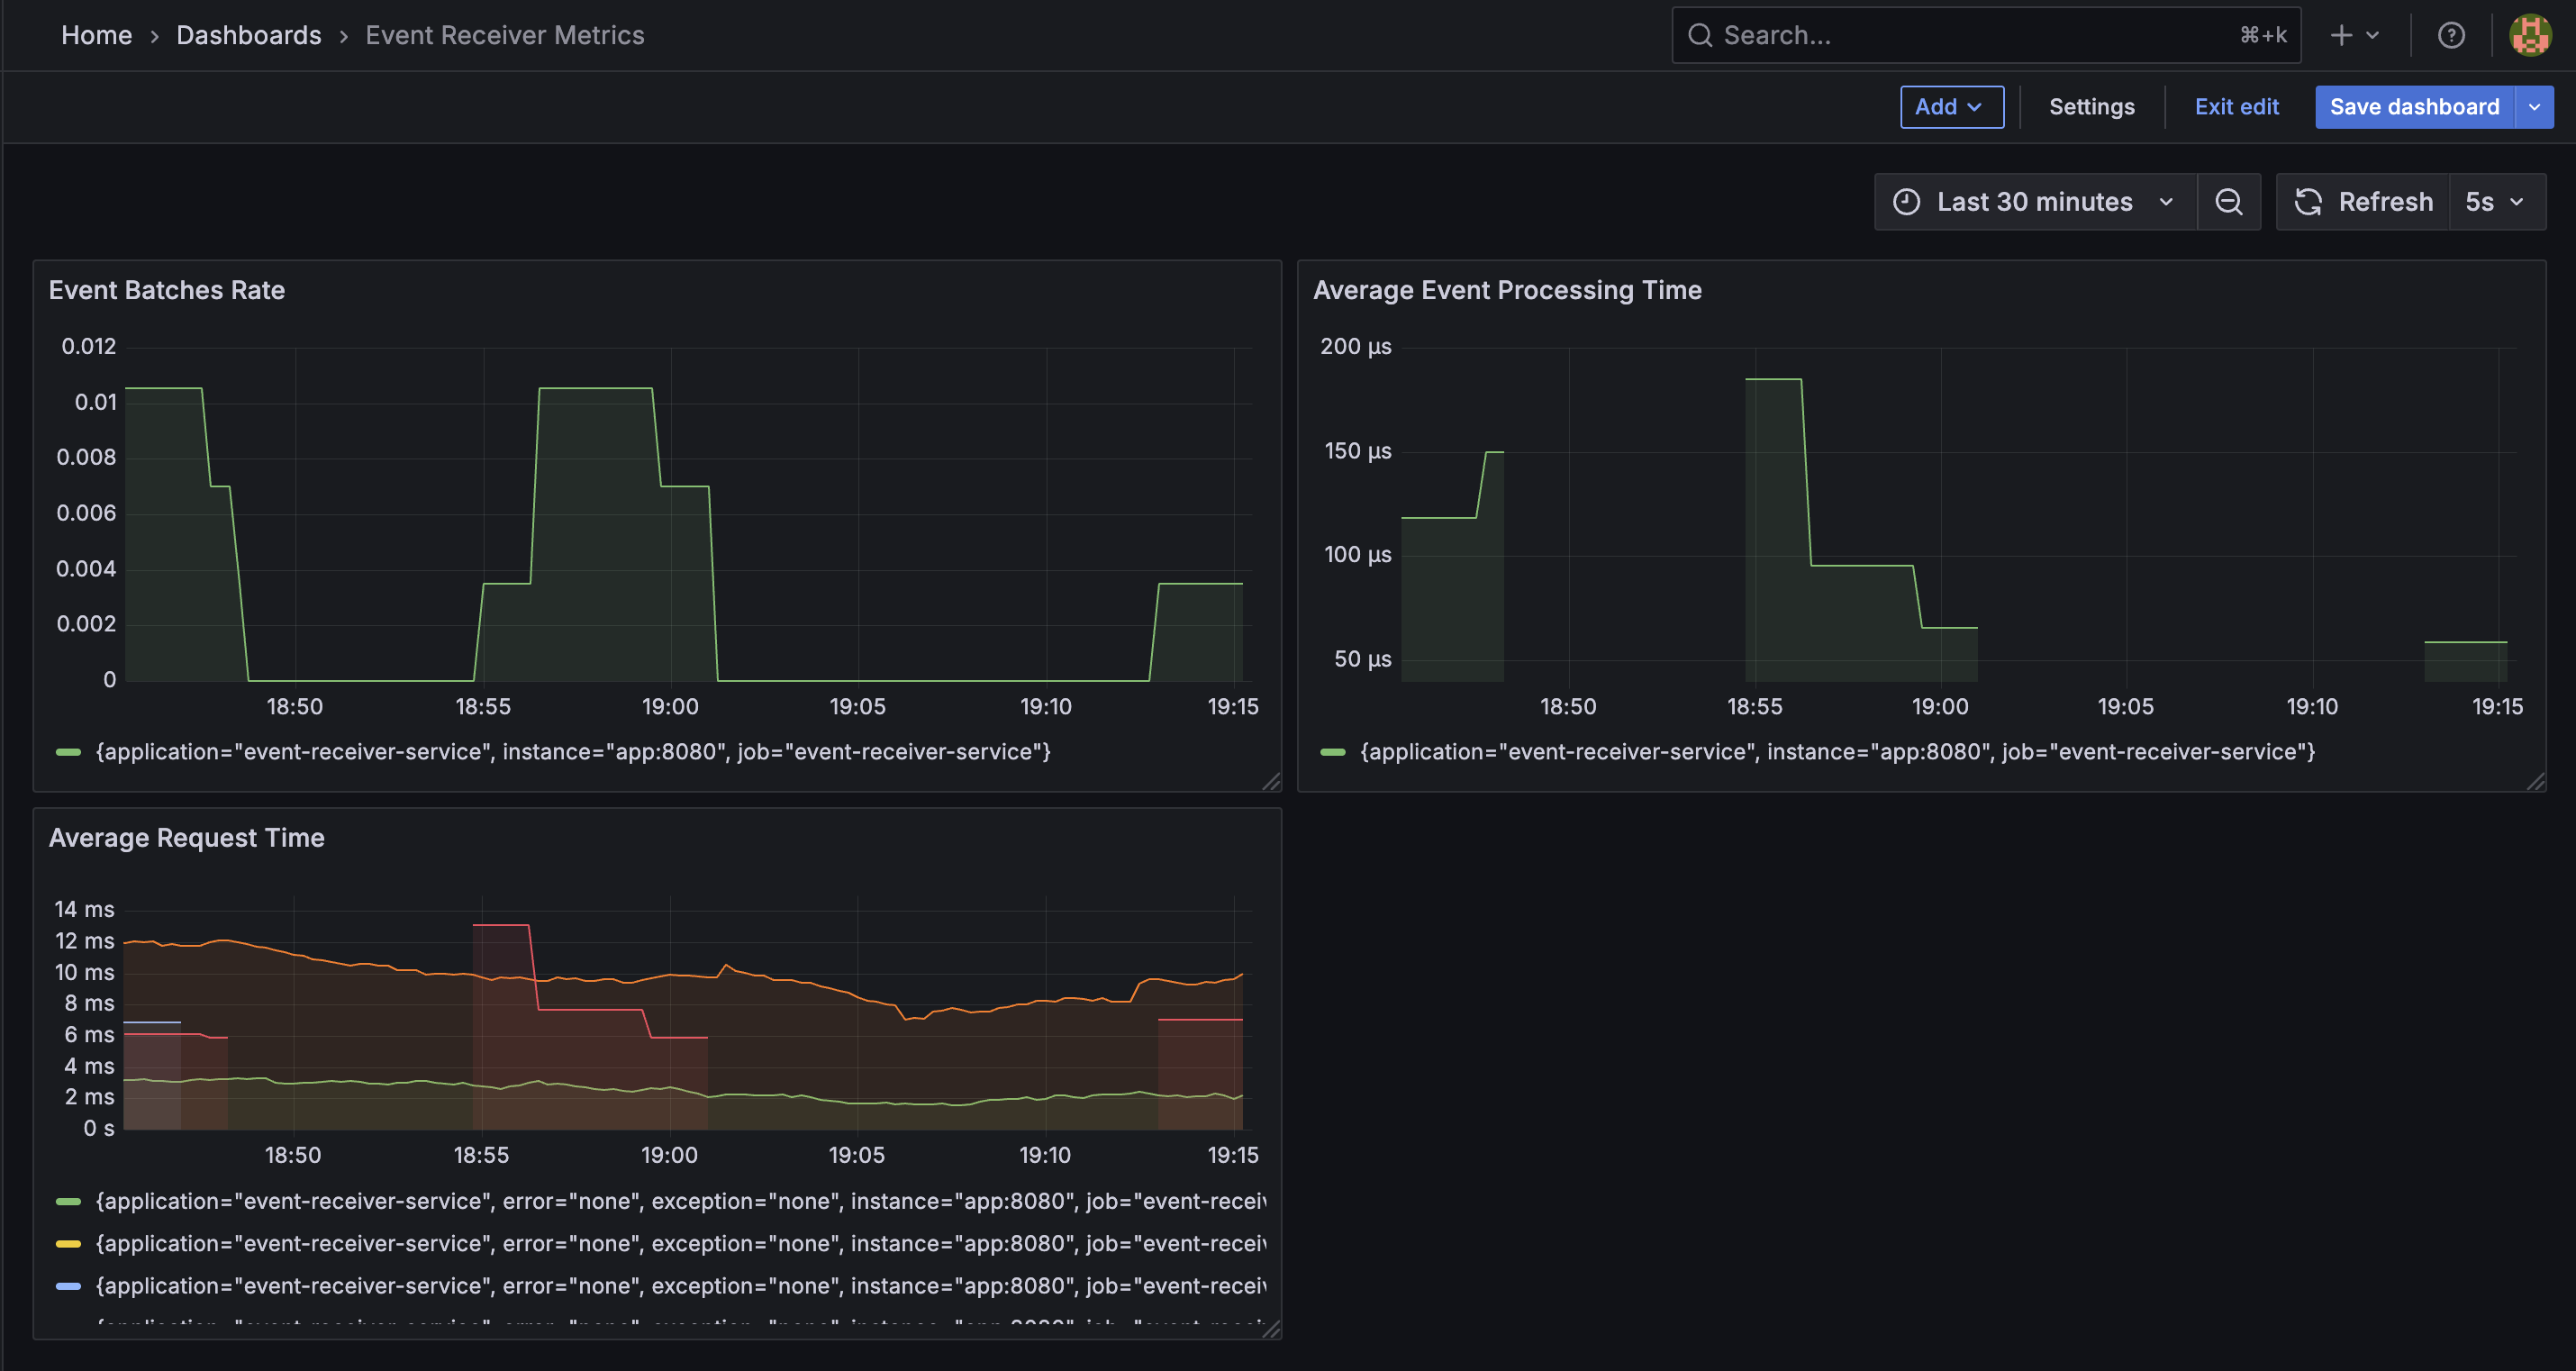 Home › Dashboards › Event Receiver Metrics
Search...
⌘+k
Add
Settings
Exit edit
Save dashboard
Last 30 minutes
Refresh
5s
Event Batches Rate
0.012
0.01
0.008
0.006
0.004
0.002
0
18:50 18:55 19:00 19:05 19:10 19:15
{application="event-receiver-service", instance="app:8080", job="event-receiver-service"}
Average Event Processing Time
200 µs
150 µs
100 µs
50 µs
18:50 18:55 19:00 19:05 19:10 19:15
{application="event-receiver-service", instance="app:8080", job="event-receiver-service"}
Average Request Time
14 ms
12 ms
10 ms
8 ms
6 ms
4 ms
2 ms
0 s
18:50 18:55 19:00 19:05 19:10 19:15
{application="event-receiver-service", error="none", exception="none", instance="app:8080", job="event-receiv
{application="event-receiver-service", error="none", exception="none", instance="app:8080", job="event-receiv
{application="event-receiver-service", error="none", exception="none", instance="app:8080", job="event-receiv